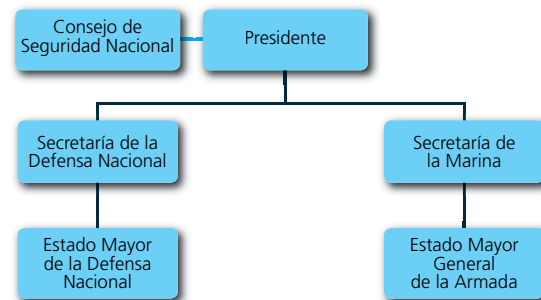 Consejo de
Seguridad Nacional
Presidente
Secretaría de la
Defensa Nacional
Secretaría de
la Marina
Estado Mayor
de la Defensa
Nacional
Estado Mayor
General
de la Armada